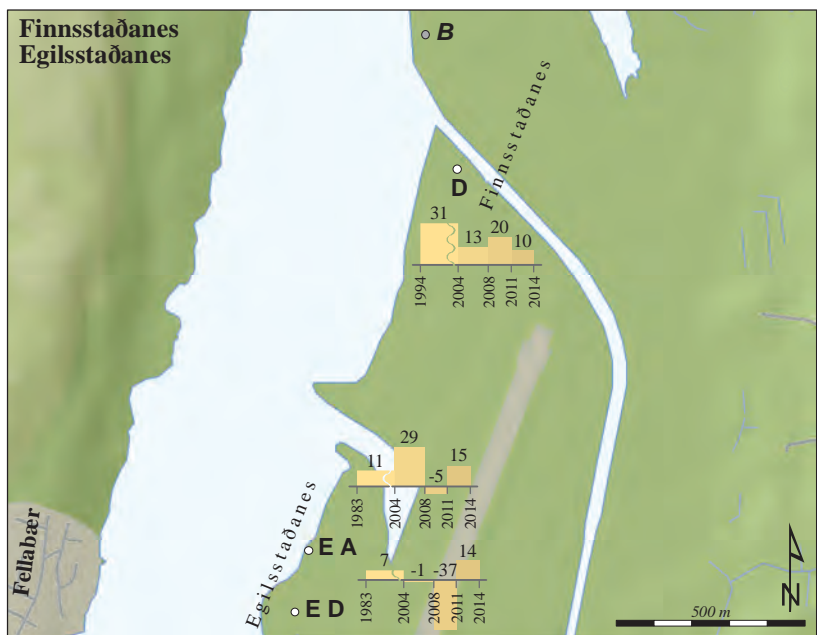 Finnsstaðanes
Egilsstaðanes
B
Finnsstaðanes
D
31
13
20
10
1994
2004
2008
2011
2014
11
29
-5
15
1983
2004
2008
2011
2014
Egilsstaðanes
Fellabær
E A
7
-1
-37
14
1983
2004
2008
2011
2014
E D
N
500 m